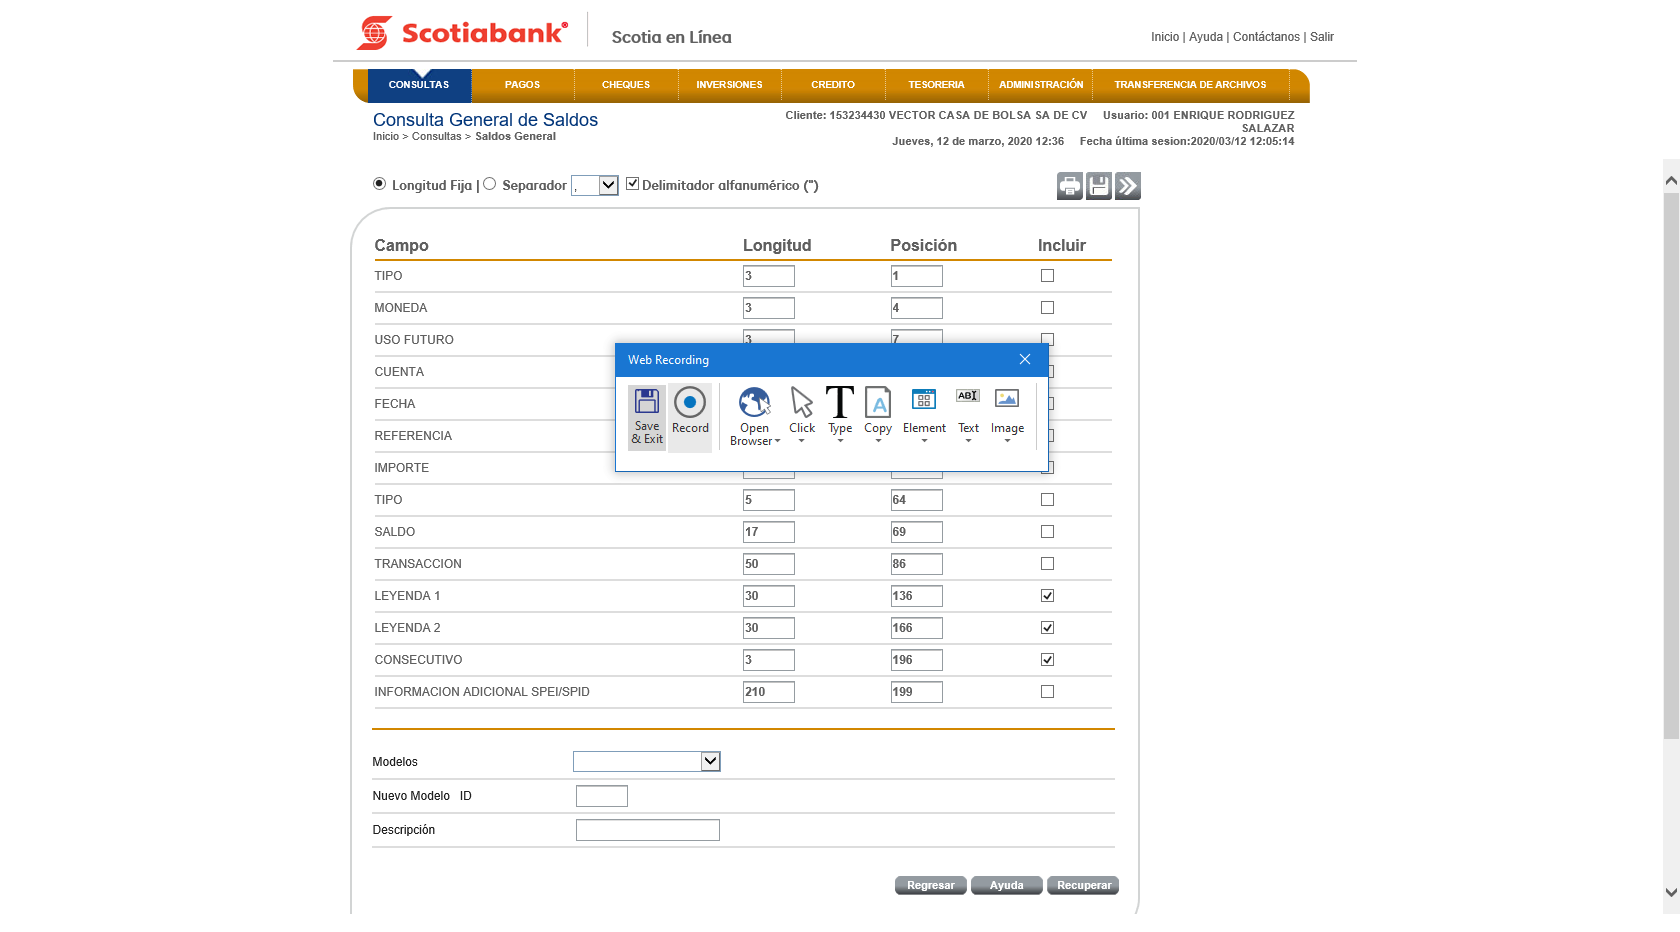 Scotiabank®
Scotia en Línea
Inicio | Ayuda | Contáctanos | Salir
CONSULTAS PAGOS CHEQUES INVERSIONES CREDITO TESORERIA ADMINISTRACIÓN TRANSFERENCIA DE ARCHIVOS
Consulta General de Saldos
Inicio > Consultas > Saldos General
Cliente: 153234430 VECTOR CASA DE BOLSA SA DE CV Usuario: 001 ENRIQUE RODRIGUEZ
SALAZAR
Jueves, 12 de marzo, 2020 12:36 Fecha última sesion:2020/03/12 12:05:14
Longitud Fija | Separador , Delimitador alfanumérico (")
Campo Longitud Posición Incluir
TIPO 3 1
MONEDA 3 4
USO FUTURO 3 7
CUENTA
FECHA
REFERENCIA
IMPORTE
Web Recording
Save
& Exit
Record
Open
Browser
Click
Type
Copy
Element
ABI
Text
Image
TIPO 5 64
SALDO 17 69
TRANSACCION 50 86
LEYENDA 1 30 136
LEYENDA 2 30 166
CONSECUTIVO 3 196
INFORMACION ADICIONAL SPEI/SPID 210 199
Modelos
Nuevo Modelo ID
Descripción
Regresar Ayuda Recuperar